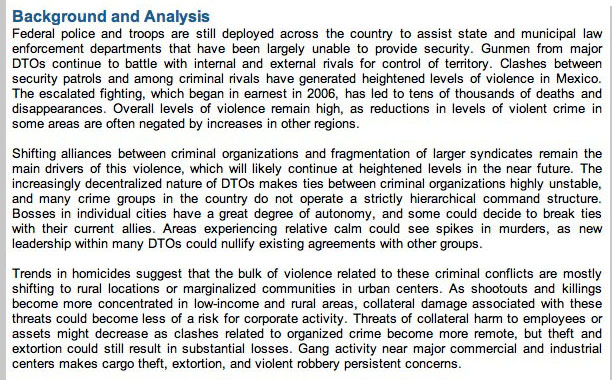 Background and Analysis
Federal police and troops are still deployed across the country to assist state and municipal law
enforcement departments that have been largely unable to provide security. Gunmen from major
DTOs continue to battle with internal and external rivals for control of territory. Clashes between
security patrols and among criminal rivals have generated heightened levels of violence in Mexico.
The escalated fighting, which began in earnest in 2006, has led to tens of thousands of deaths and
disappearances. Overall levels of violence remain high, as reductions in levels of violent crime in
some areas are often negated by increases in other regions.
Shifting alliances between criminal organizations and fragmentation of larger syndicates remain the
main drivers of this violence, which will likely continue at heightened levels in the near future. The
increasingly decentralized nature of DTOs makes ties between criminal organizations highly unstable,
and many crime groups in the country do not operate a strictly hierarchical command structure.
Bosses in individual cities have a great degree of autonomy, and some could decide to break ties
with their current allies. Areas experiencing relative calm could see spikes in murders, as new
leadership within many DTOs could nullify existing agreements with other groups.
Trends in homicides suggest that the bulk of violence related to these criminal conflicts are mostly
shifting to rural locations or marginalized communities in urban centers. As shootouts and killings
become more concentrated in low-income and rural areas, collateral damage associated with these
threats could become less of a risk for corporate activity. Threats of collateral harm to employees or
assets might decrease as clashes related to organized crime become more remote, but theft and
extortion could still result in substantial losses. Gang activity near major commercial and industrial
centers makes cargo theft, extortion, and violent robbery persistent concerns.